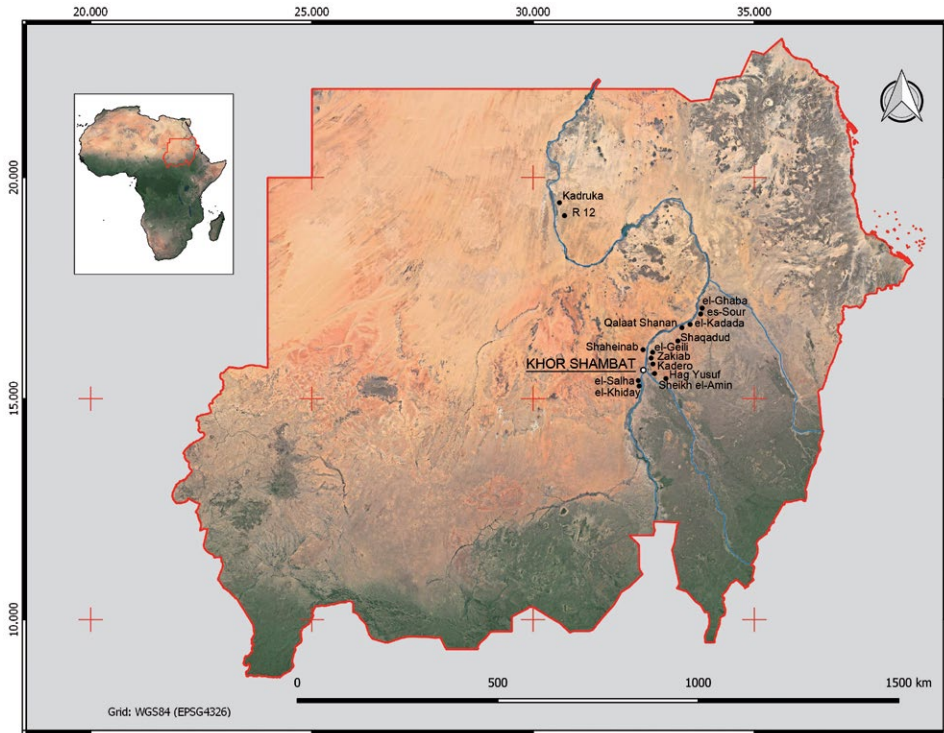 20.000
25.000
30.000
35.000
20.000
15.000
10.000
Kadruka
R 12
el-Ghaba
es-Sour
Qalaat Shanan
el-Kadada
Shaqadud
Shaheinab
el-Geili
Zakiab
KHOR SHAMBAT
Kadero
Hag Yusuf
el-Salha
Sheikh el-Amin
el-Khiday
0
500
1000
1500 km
Grid: WGS84 (EPSG4326)